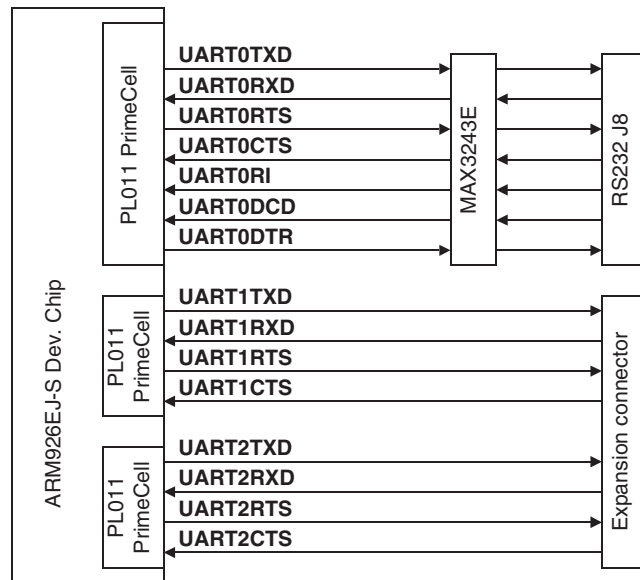 ARM926EJ-S Dev. Chip
PL011 PrimeCell
UART0TXD
UART0RXD
UART0RTS
UART0CTS
UART0RI
UART0DCD
UART0DTR
MAX3243E
RS232 J8
PL011
PrimeCell
UART1TXD
UART1RXD
UART1RTS
UART1CTS
PL011
PrimeCell
UART2TXD
UART2RXD
UART2RTS
UART2CTS
Expansion connector